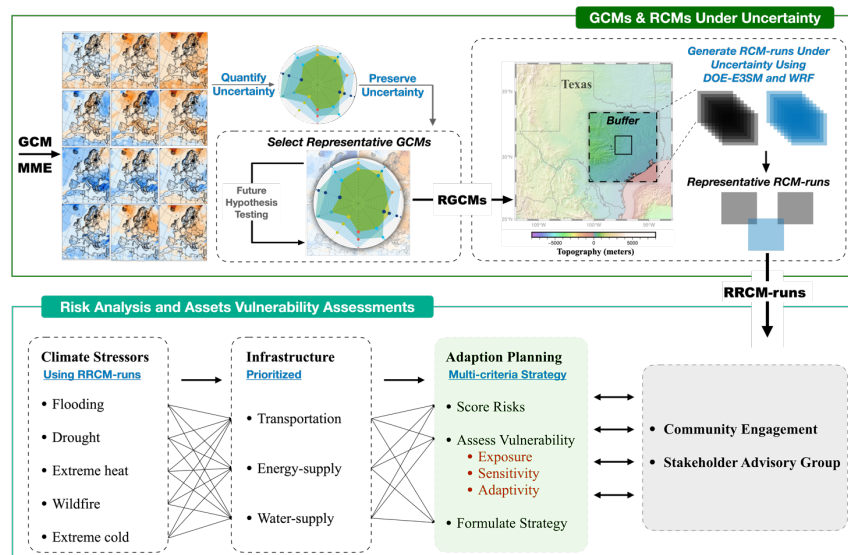 GCMs & RCMs Under Uncertainty
GCM
MME
Quantify
Uncertainty
Preserve
Uncertainty
Select Representative GCMs
Future
Hypothesis
Testing
RGCMs
Texas
Buffer
-5000 0 5000
Topography (meters)
Generate RCM-runs Under
Uncertainty Using
DOE-E3SM and WRF
Representative RCM-runs
RRCM-runs
Risk Analysis and Assets Vulnerability Assessments
Climate Stressors
Using RRCM-runs
• Flooding
• Drought
• Extreme heat
• Wildfire
• Extreme cold
Infrastructure
Prioritized
• Transportation
• Energy-supply
• Water-supply
Adaption Planning
Multi-criteria Strategy
• Score Risks
• Assess Vulnerability
• Exposure
• Sensitivity
• Adaptivity
• Formulate Strategy
• Community Engagement
• Stakeholder Advisory Group